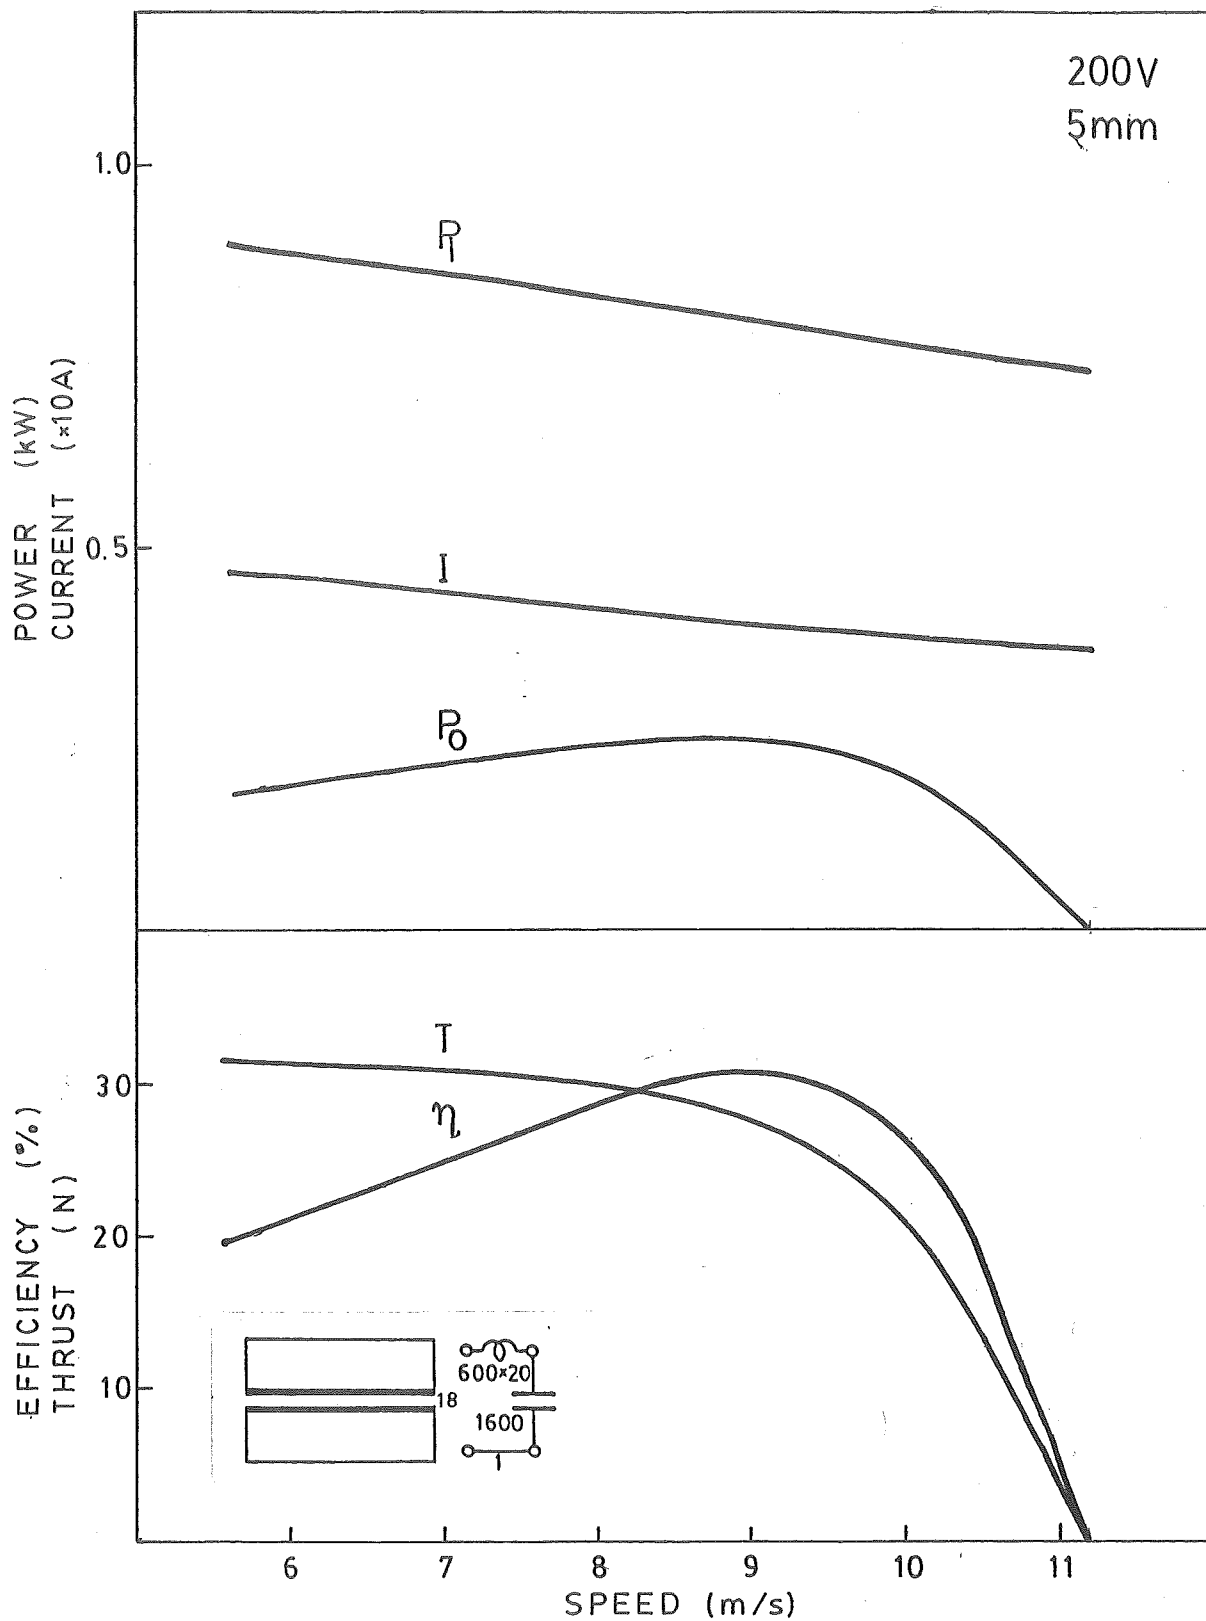 200V
5mm
1.0
P1
POWER (kW)
CURRENT (×10A)
0.5
I
P0
T
30
η
EFFICIENCY (%)
THRUST (N)
20
10
600×20
18
1600
1
6 7 8 9 10 11
SPEED (m/s)